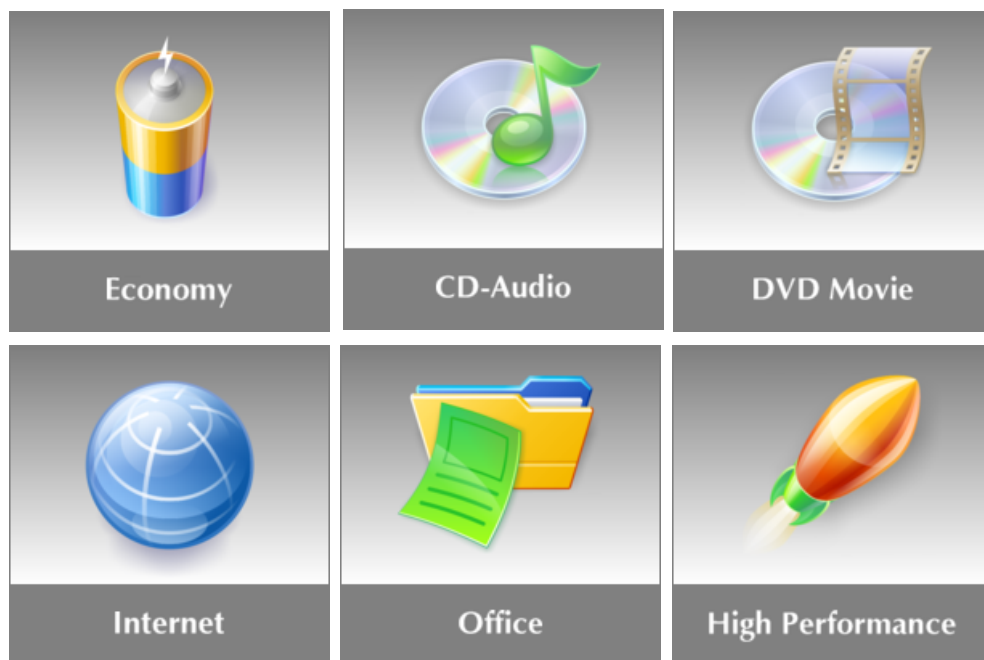 Economy
CD-Audio
DVD Movie
Internet
Office
High Performance